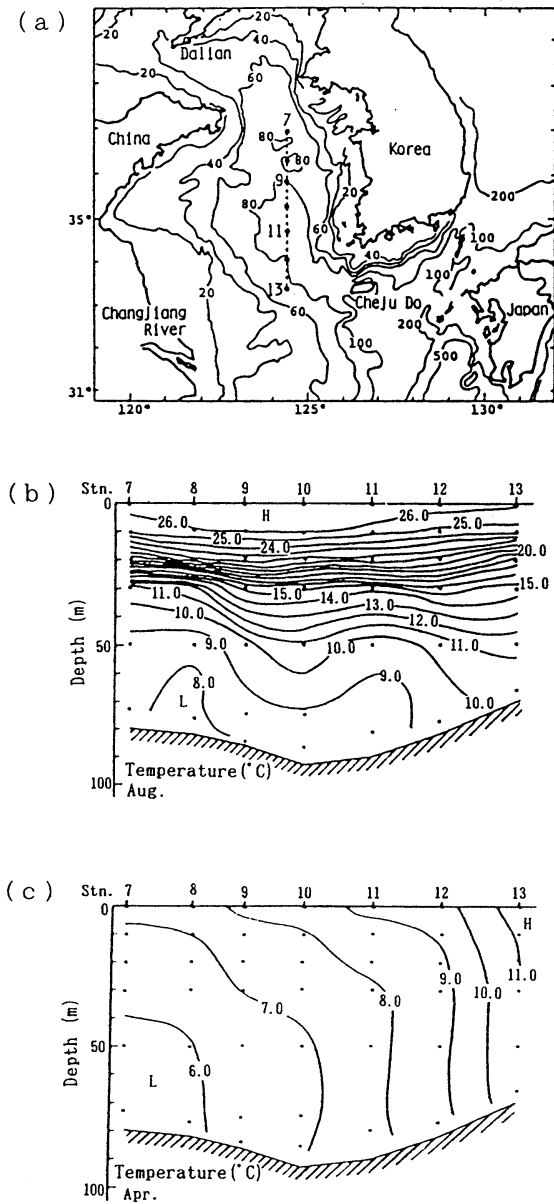 (a)
20
20
Dalian
40
20
60
7
China
80
Korea
40
80
9
20
200
80
35°
11
60
100
40
100
13
Cheju Do
20
Japan
Changjiang
River
60
200
100
500
31°
120° 125° 130°
(b)
Stn. 7 8 9 10 11 12 13
0
26.0 H 26.0
25.0 25.0
24.0 20.0
15.0 15.0
11.0 14.0
10.0 13.0
12.0
50
9.0 10.0 11.0
8.0 9.0
L 10.0
Depth (m)
100
Temperature(°C)
Aug.
(c)
Stn. 7 8 9 10 11 12 13
0
H
11.0
9.0 10.0
8.0
7.0
50
6.0
L
Depth (m)
100
Temperature(°C)
Apr.